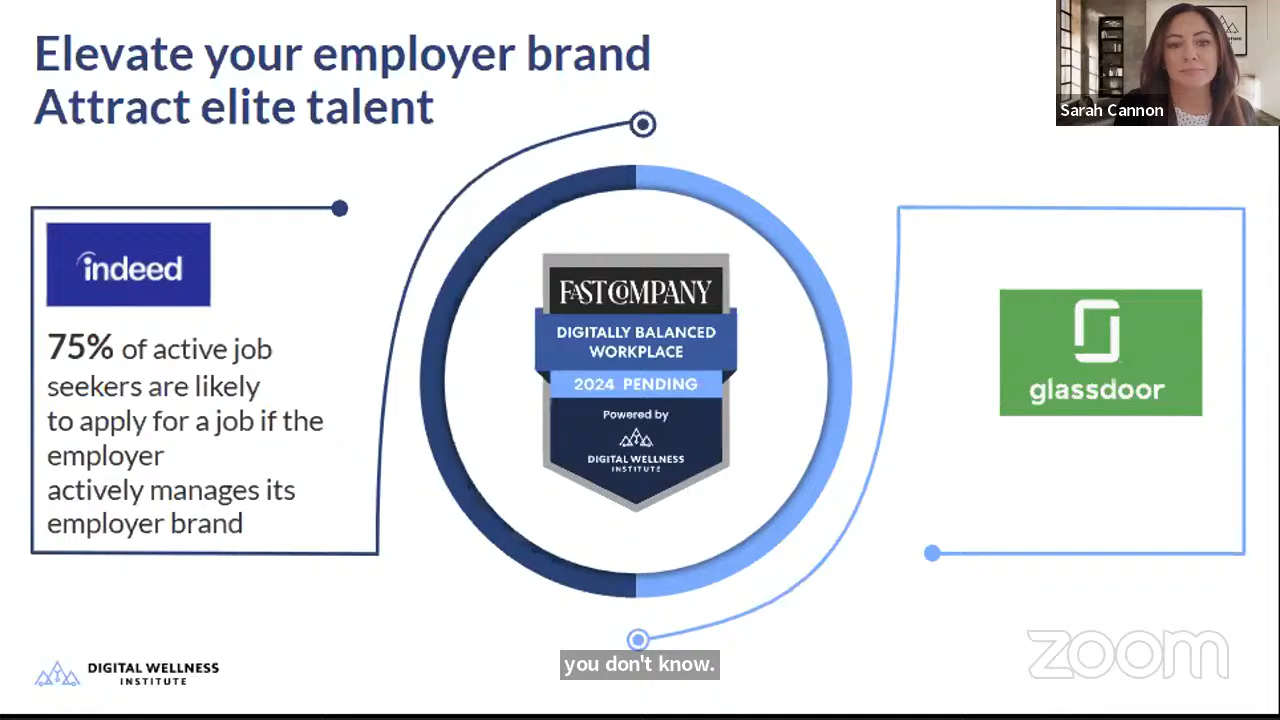 Elevate your employer brand
Attract elite talent
Sarah Cannon
indeed
75% of active job
seekers are likely
to apply for a job if the
employer
actively manages its
employer brand
FAST COMPANY
DIGITALLY BALANCED
WORKPLACE
2024 PENDING
Powered by
DIGITAL WELLNESS
INSTITUTE
glassdoor
you don't know.
DIGITAL WELLNESS
INSTITUTE
zoom